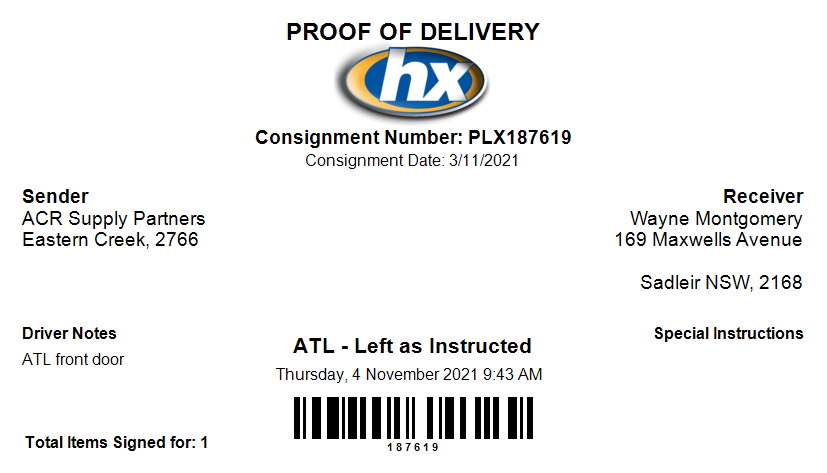 PROOF OF DELIVERY
hx
Consignment Number: PLX187619
Consignment Date: 3/11/2021
Sender
ACR Supply Partners
Eastern Creek, 2766
Receiver
Wayne Montgomery
169 Maxwells Avenue
Sadleir NSW, 2168
Driver Notes
ATL front door
ATL - Left as Instructed
Thursday, 4 November 2021 9:43 AM
Special Instructions
187619
Total Items Signed for: 1